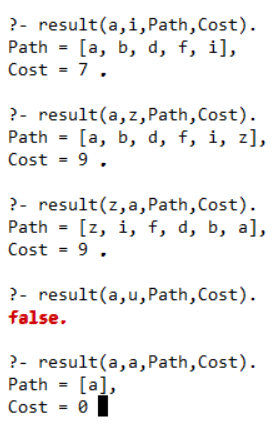 ?- result(a,i,Path,Cost).
Path = [a, b, d, f, i],
Cost = 7 .
?- result(a,z,Path,Cost).
Path = [a, b, d, f, i, z],
Cost = 9 .
?- result(z,a,Path,Cost).
Path = [z, i, f, d, b, a],
Cost = 9 .
?- result(a,u,Path,Cost).
false.
?- result(a,a,Path,Cost).
Path = [a],
Cost = 0